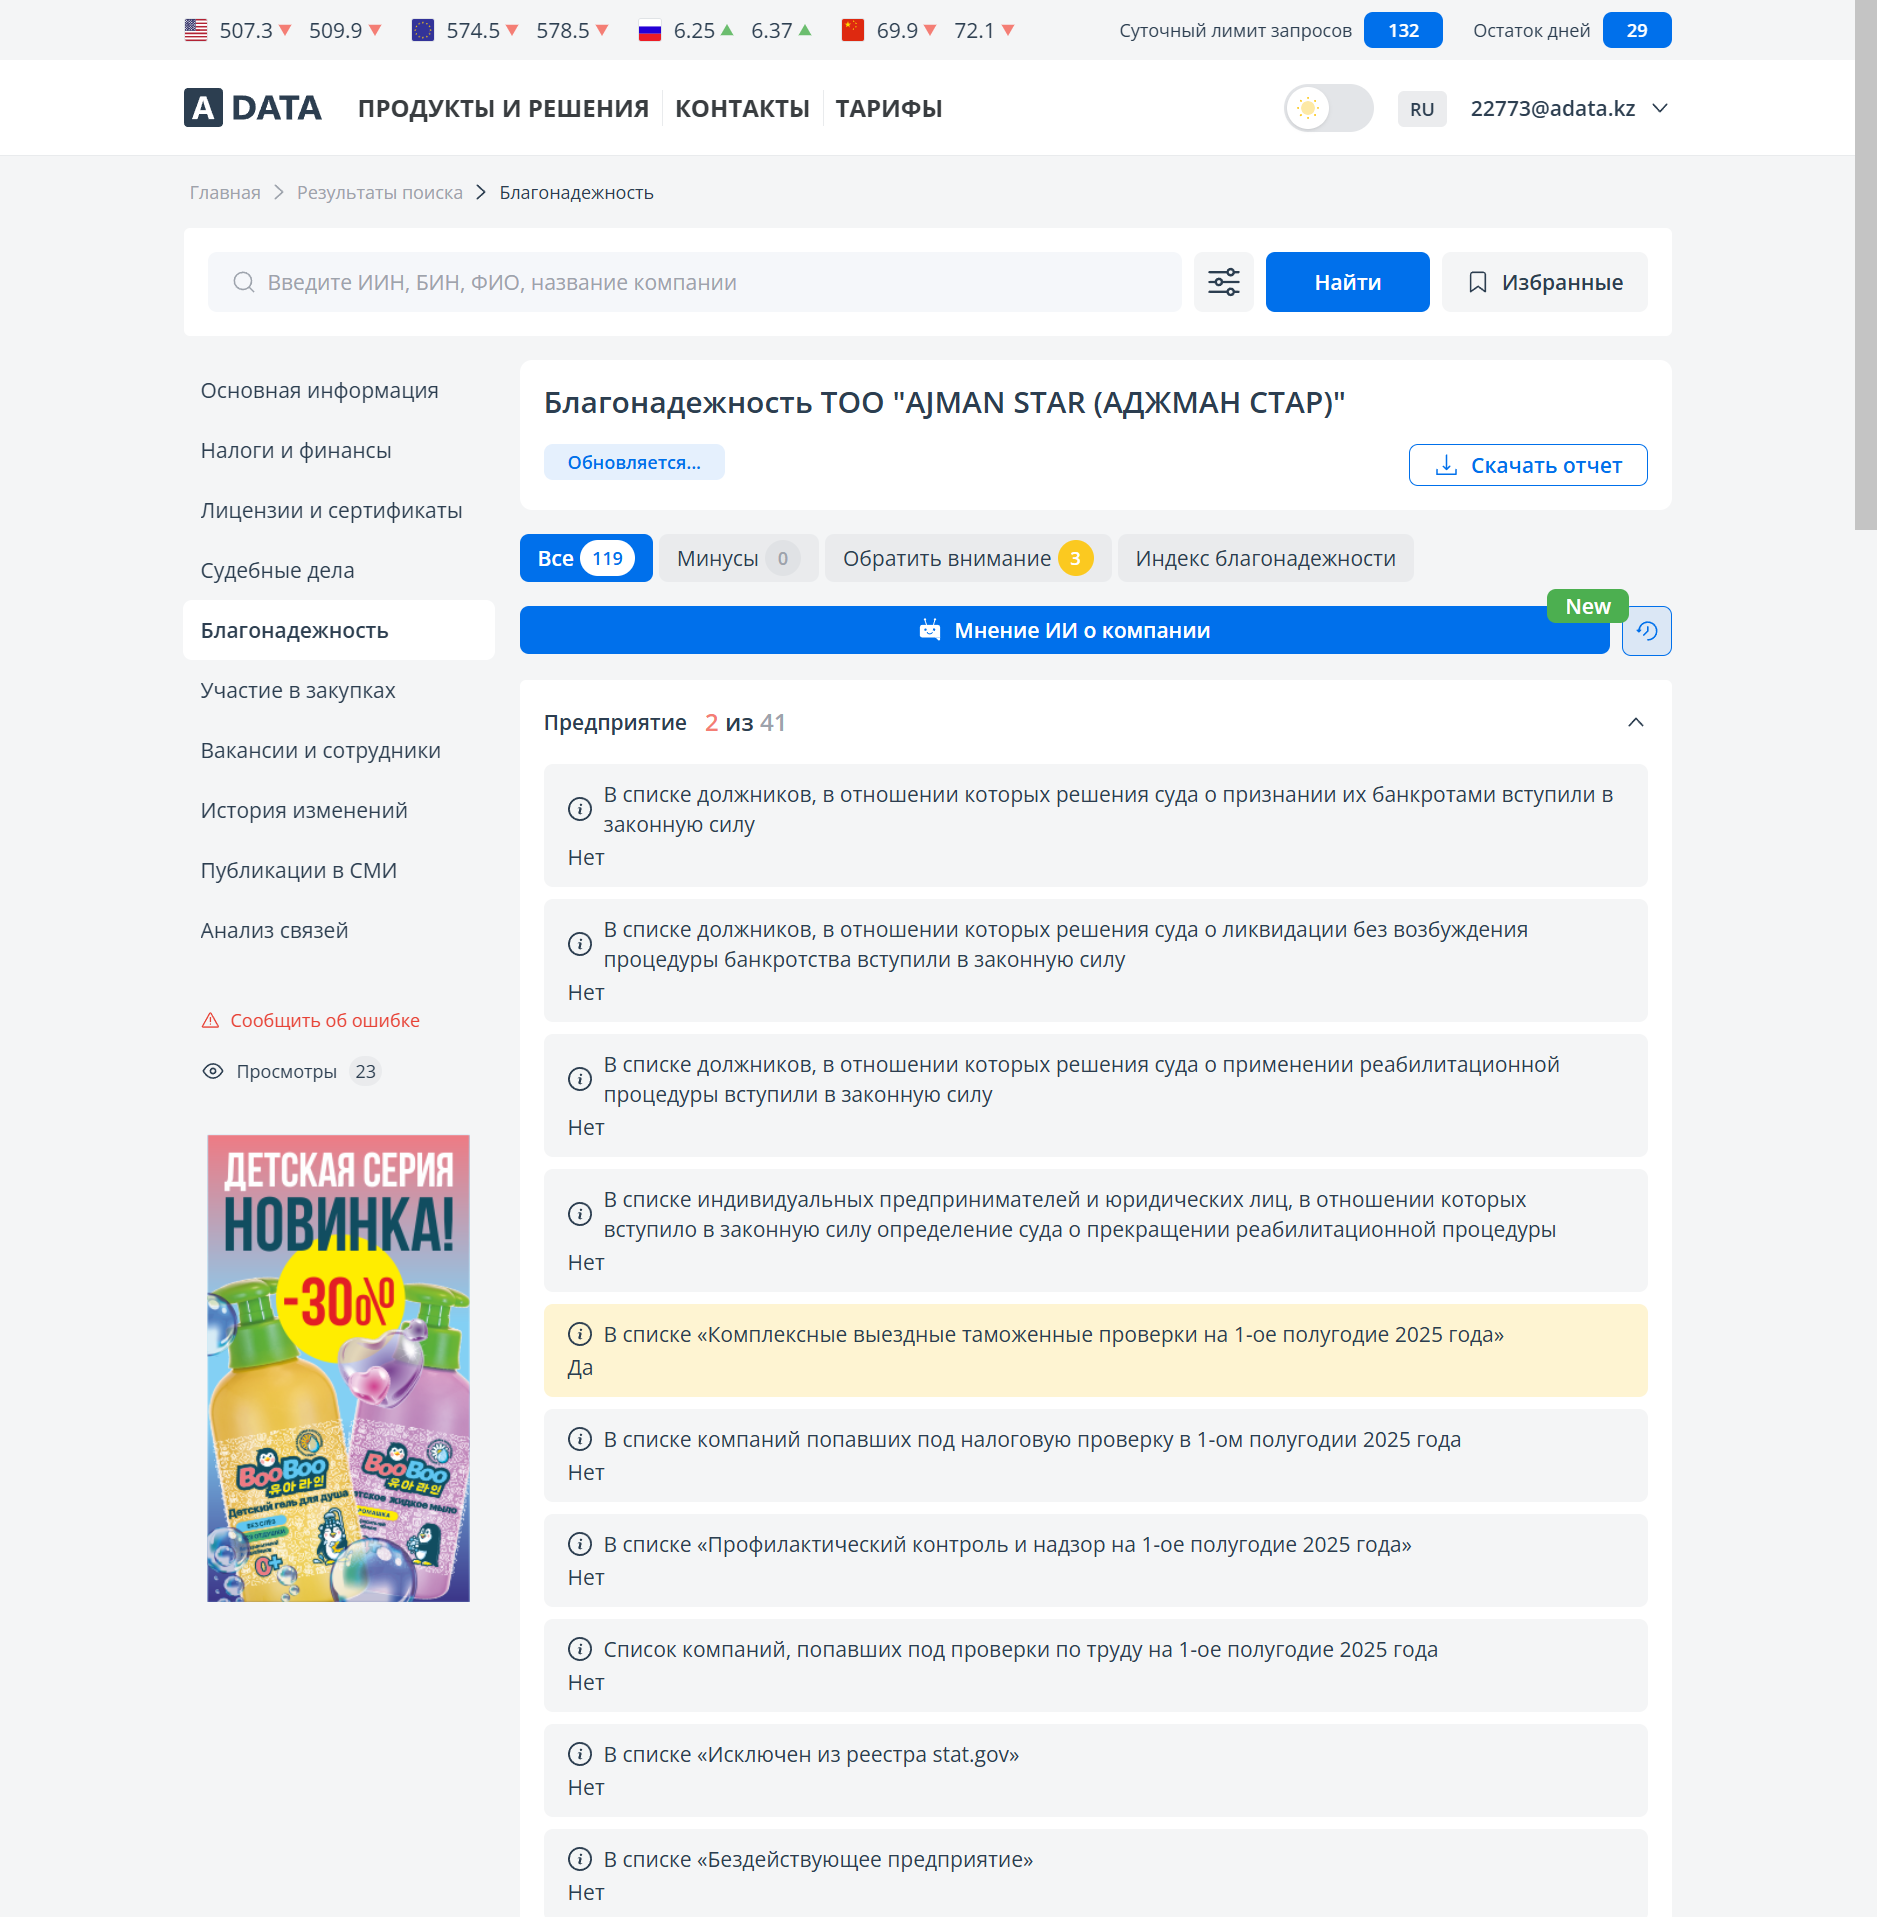 507.3 509.9 574.5 578.5 6.25 6.37 69.9 72.1 Суточный лимит запросов 132 Остаток дней 29
A DATA ПРОДУКТЫ И РЕШЕНИЯ КОНТАКТЫ ТАРИФЫ RU 22773@adata.kz
Главная Результаты поиска Благонадежность
Введите ИИН, БИН, ФИО, название компании Найти Избранные
Основная информация
Налоги и финансы
Лицензии и сертификаты
Судебные дела
Благонадежность
Участие в закупках
Вакансии и сотрудники
История изменений
Публикации в СМИ
Анализ связей
Сообщить об ошибке
Просмотры 23
ДЕТСКАЯ СЕРИЯ
НОВИНКА!
-30%
BooBoo
유아 라인
Детский гель для душа
0+
BooBoo
유아 라인
Благонадежность ТОО "AJMAN STAR (АДЖМАН СТАР)"
Обновляется...
Скачать отчет
Все 119 Минусы 0 Обратить внимание 3 Индекс благонадежности
New
Мнение ИИ о компании
Предприятие 2 из 41
В списке должников, в отношении которых решения суда о признании их банкротами вступили в
законную силу
Нет
В списке должников, в отношении которых решения суда о ликвидации без возбуждения
процедуры банкротства вступили в законную силу
Нет
В списке должников, в отношении которых решения суда о применении реабилитационной
процедуры вступили в законную силу
Нет
В списке индивидуальных предпринимателей и юридических лиц, в отношении которых
вступило в законную силу определение суда о прекращении реабилитационной процедуры
Нет
В списке «Комплексные выездные таможенные проверки на 1-ое полугодие 2025 года»
Да
В списке компаний попавших под налоговую проверку в 1-ом полугодии 2025 года
Нет
В списке «Профилактический контроль и надзор на 1-ое полугодие 2025 года»
Нет
Список компаний, попавших под проверки по труду на 1-ое полугодие 2025 года
Нет
В списке «Исключен из реестра stat.gov»
Нет
В списке «Бездействующее предприятие»
Нет